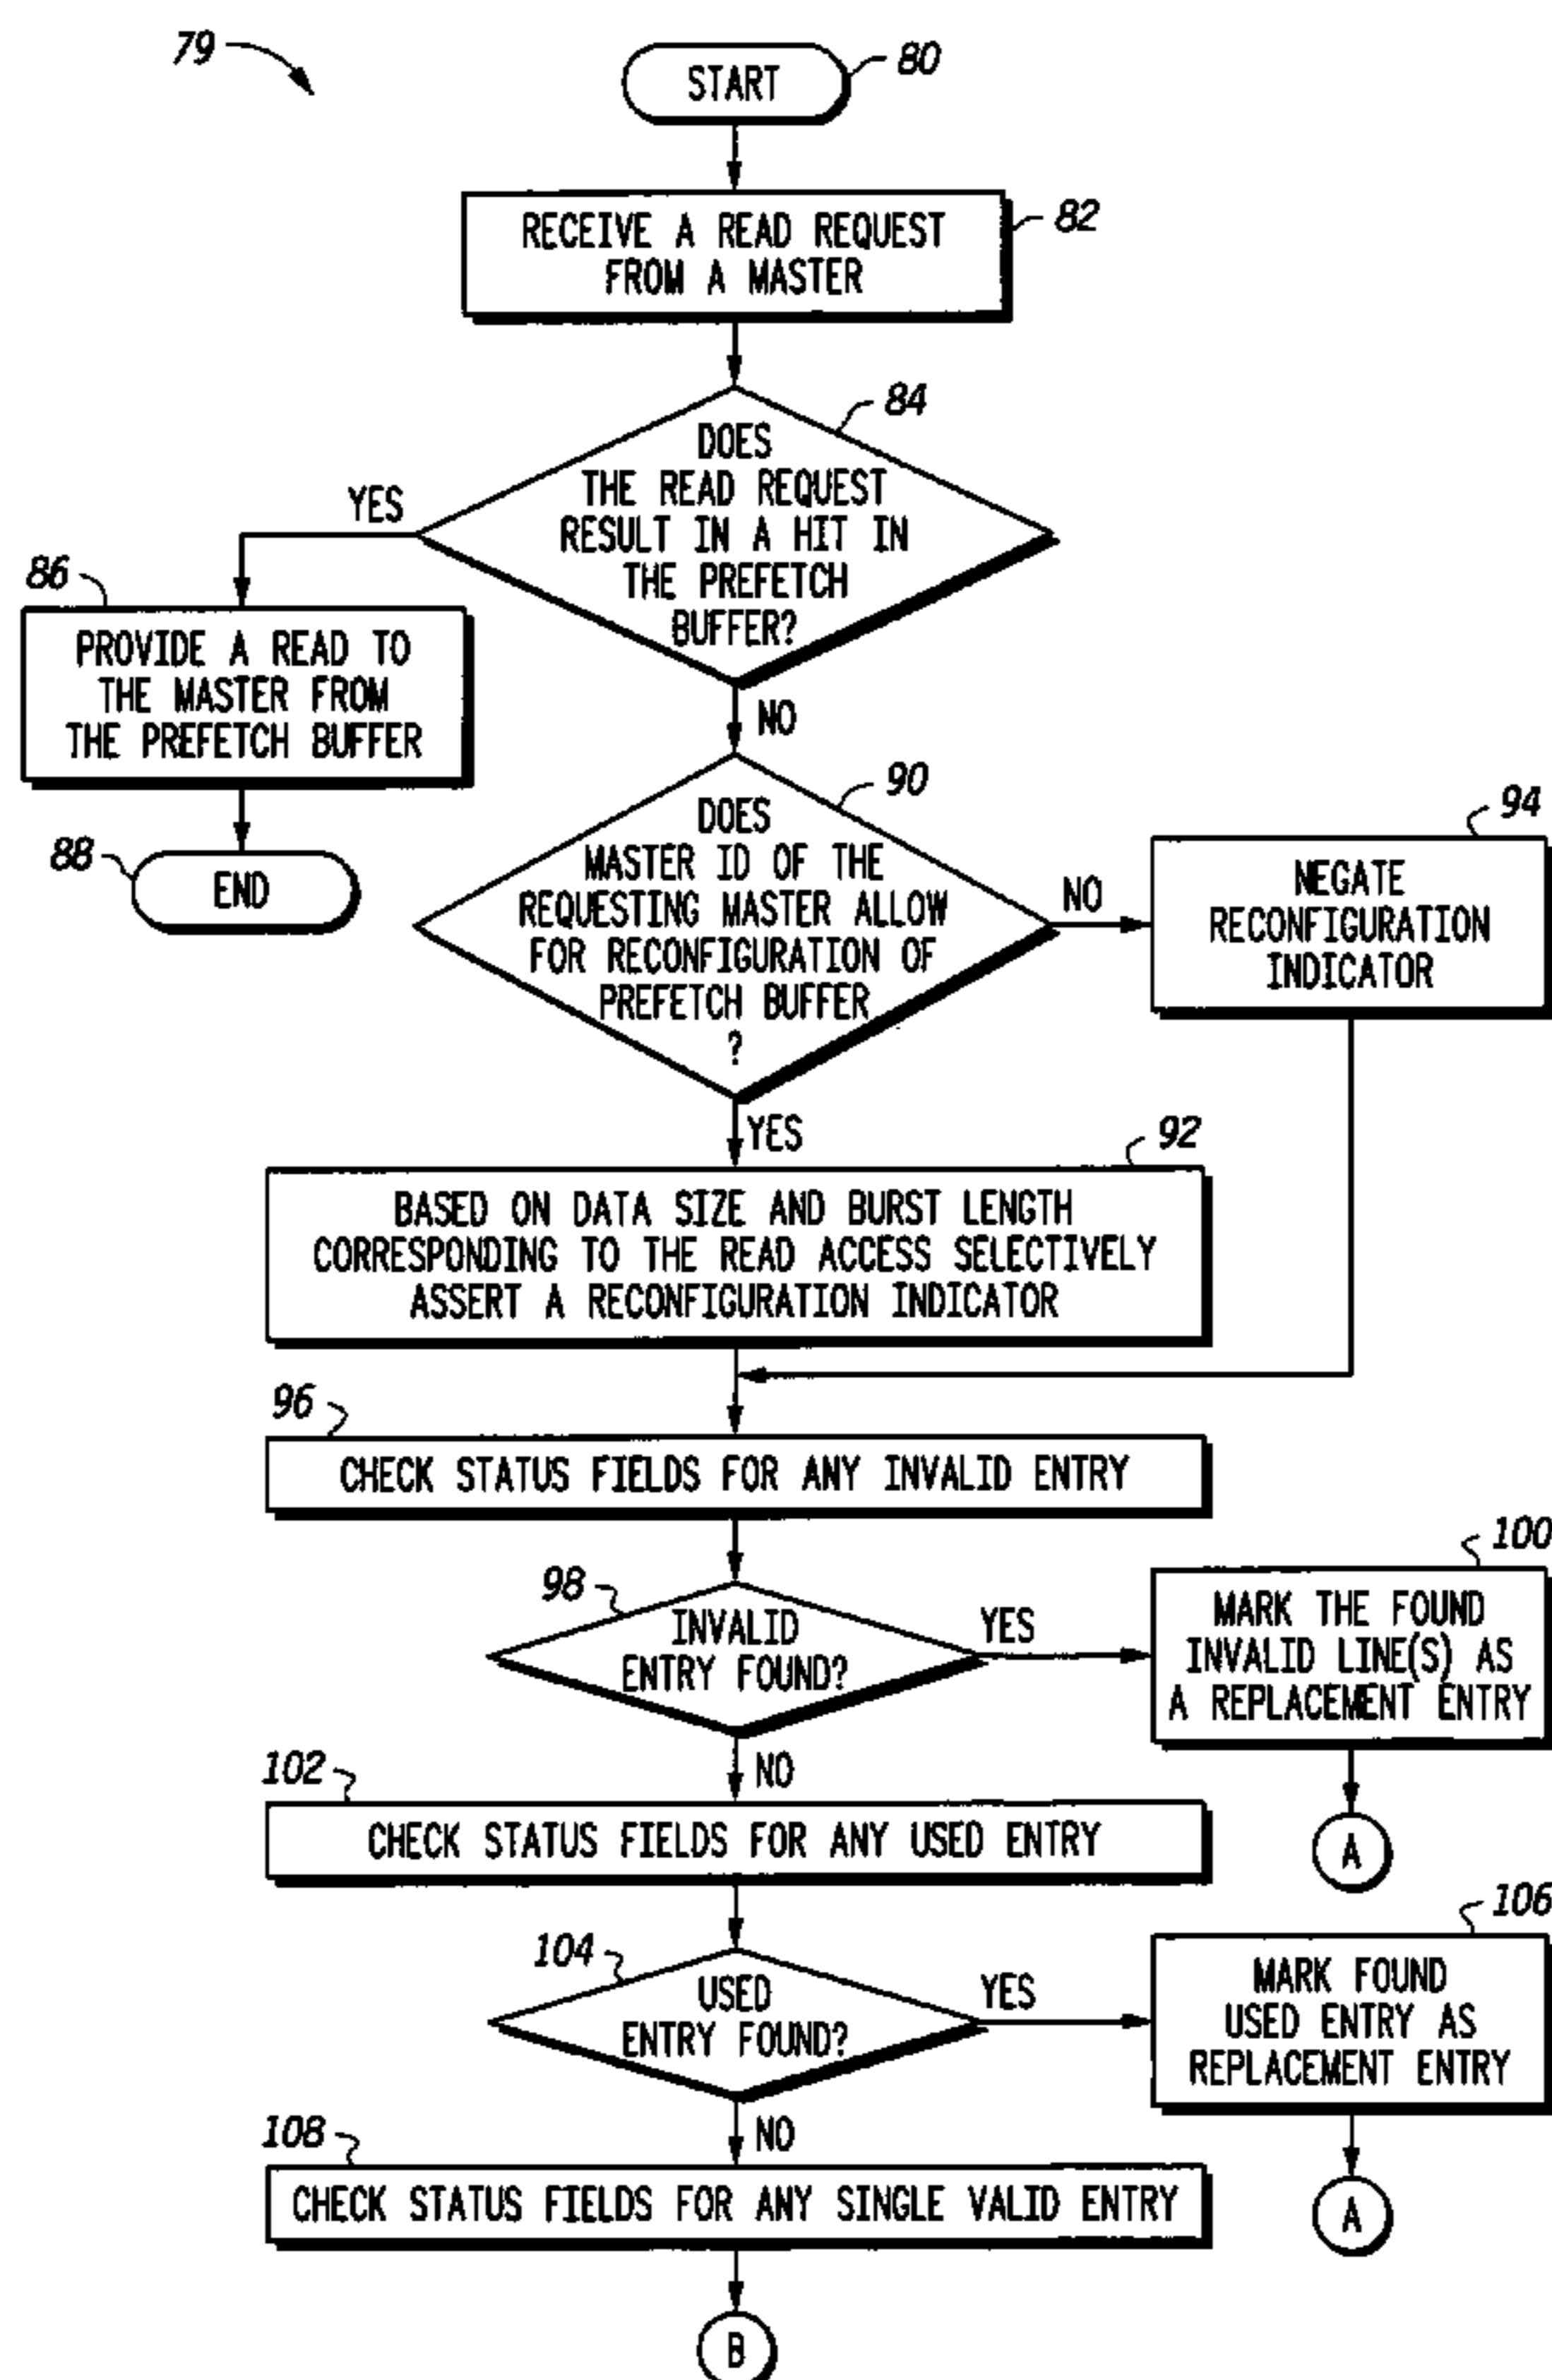 79
START
80
RECEIVE A READ REQUEST
FROM A MASTER
82
84
DOES
THE READ REQUEST
RESULT IN A HIT IN
THE PREFETCH
BUFFER?
YES
86
PROVIDE A READ TO
THE MASTER FROM
THE PREFETCH BUFFER
NO
88
END
90
DOES
MASTER ID OF THE
REQUESTING MASTER ALLOW
FOR RECONFIGURATION OF
PREFETCH BUFFER
?
NO
94
NEGATE
RECONFIGURATION
INDICATOR
YES
92
BASED ON DATA SIZE AND BURST LENGTH
CORRESPONDING TO THE READ ACCESS SELECTIVELY
ASSERT A RECONFIGURATION INDICATOR
96
CHECK STATUS FIELDS FOR ANY INVALID ENTRY
98
INVALID
ENTRY FOUND?
YES
100
MARK THE FOUND
INVALID LINE(S) AS
A REPLACEMENT ENTRY
A
NO
102
CHECK STATUS FIELDS FOR ANY USED ENTRY
104
USED
ENTRY FOUND?
YES
106
MARK FOUND
USED ENTRY AS
REPLACEMENT ENTRY
A
NO
108
CHECK STATUS FIELDS FOR ANY SINGLE VALID ENTRY
B